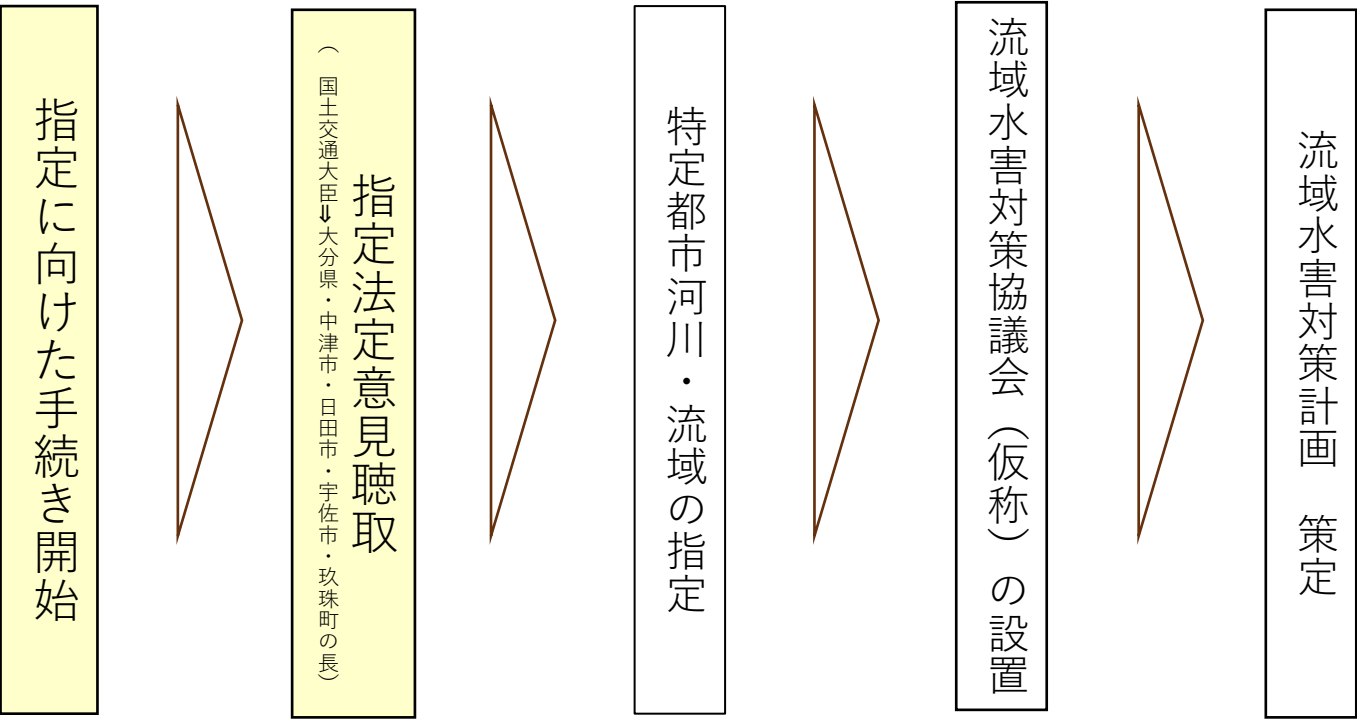 指定に向けた手続き開始
指定法定意見聴取
（国土交通大臣⇒大分県・中津市・日田市・宇佐市・玖珠町の長）
特定都市河川・流域の指定
流域水害対策協議会（仮称）の設置
流域水害対策計画　策定